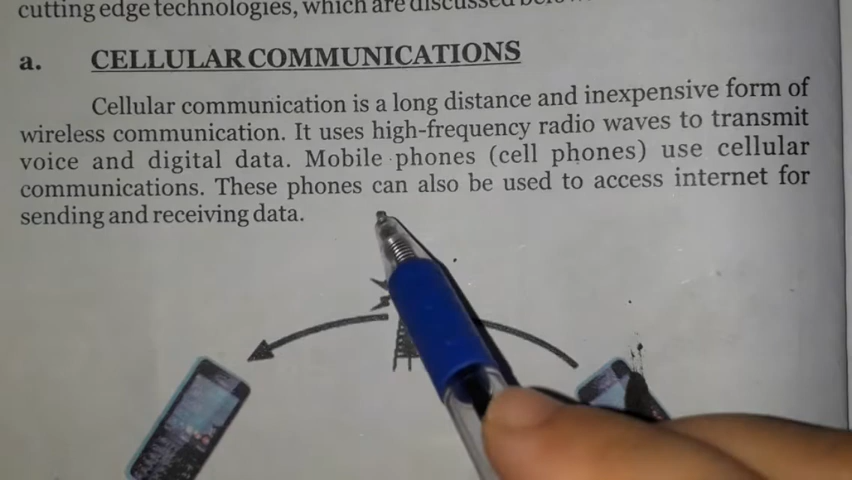 cutting edge technologies, which are discussed below
a. CELLULAR COMMUNICATIONS
Cellular communication is a long distance and inexpensive form of
wireless communication. It uses high-frequency radio waves to transmit
voice and digital data. Mobile phones (cell phones) use cellular
communications. These phones can also be used to access internet for
sending and receiving data.